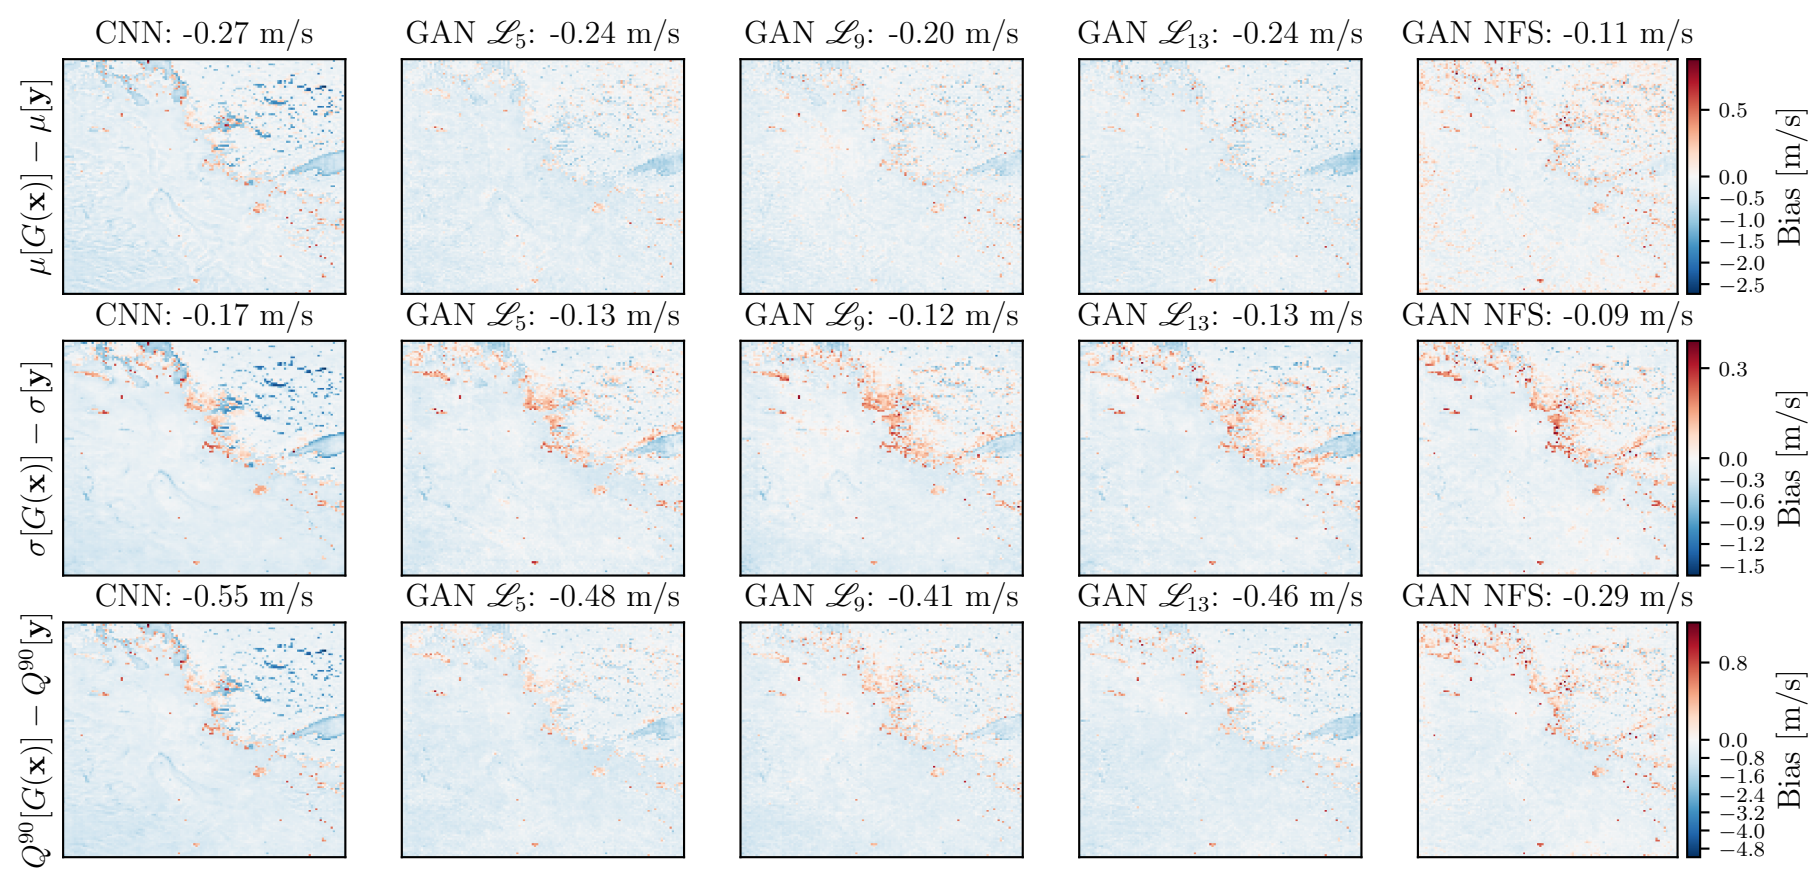 CNN: -0.27 m/s GAN ℒ₅: -0.24 m/s GAN ℒ₉: -0.20 m/s GAN ℒ₁₃: -0.24 m/s GAN NFS: -0.11 m/s
μ[G(x)] − μ[y]
0.5
0.0
−0.5
−1.0
−1.5
−2.0
−2.5
Bias [m/s]
CNN: -0.17 m/s GAN ℒ₅: -0.13 m/s GAN ℒ₉: -0.12 m/s GAN ℒ₁₃: -0.13 m/s GAN NFS: -0.09 m/s
σ[G(x)] − σ[y]
0.3
0.0
−0.3
−0.6
−0.9
−1.2
−1.5
Bias [m/s]
CNN: -0.55 m/s GAN ℒ₅: -0.48 m/s GAN ℒ₉: -0.41 m/s GAN ℒ₁₃: -0.46 m/s GAN NFS: -0.29 m/s
Q⁹⁰[G(x)] − Q⁹⁰[y]
0.8
0.0
−0.8
−1.6
−2.4
−3.2
−4.0
−4.8
Bias [m/s]